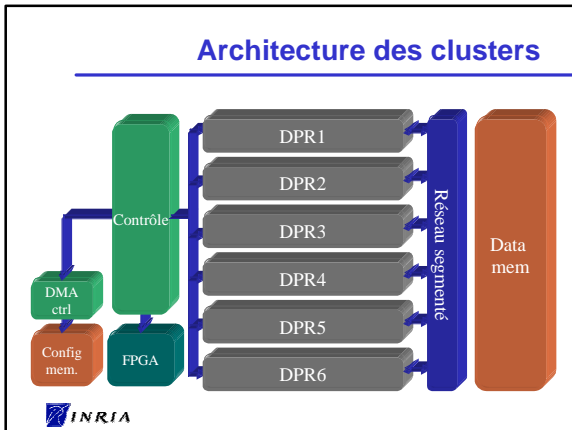 Architecture des clusters
DPR1
DPR2
DPR3
DPR4
DPR5
DPR6
Contrôle
DMA
ctrl
Config
mem.
FPGA
Réseau segmenté
Data
mem
INRIA